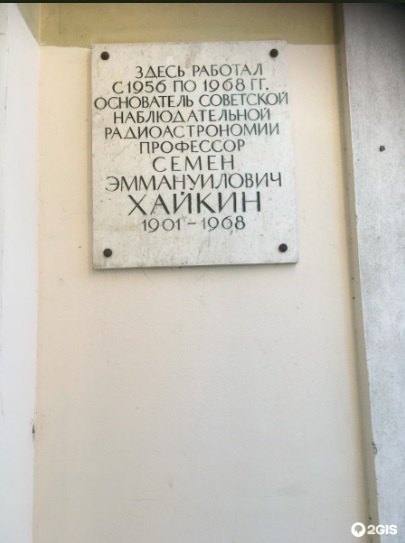 ЗДЕСЬ РАБОТАЛ
С 1956 ПО 1968 ГГ.
ОСНОВАТЕЛЬ СОВЕТСКОЙ
НАБЛЮДАТЕЛЬНОЙ
РАДИОАСТРОНОМИИ
ПРОФЕССОР
СЕМЕН
ЭММАНУИЛОВИЧ
ХАЙКИН
1901 – 1968
2GIS